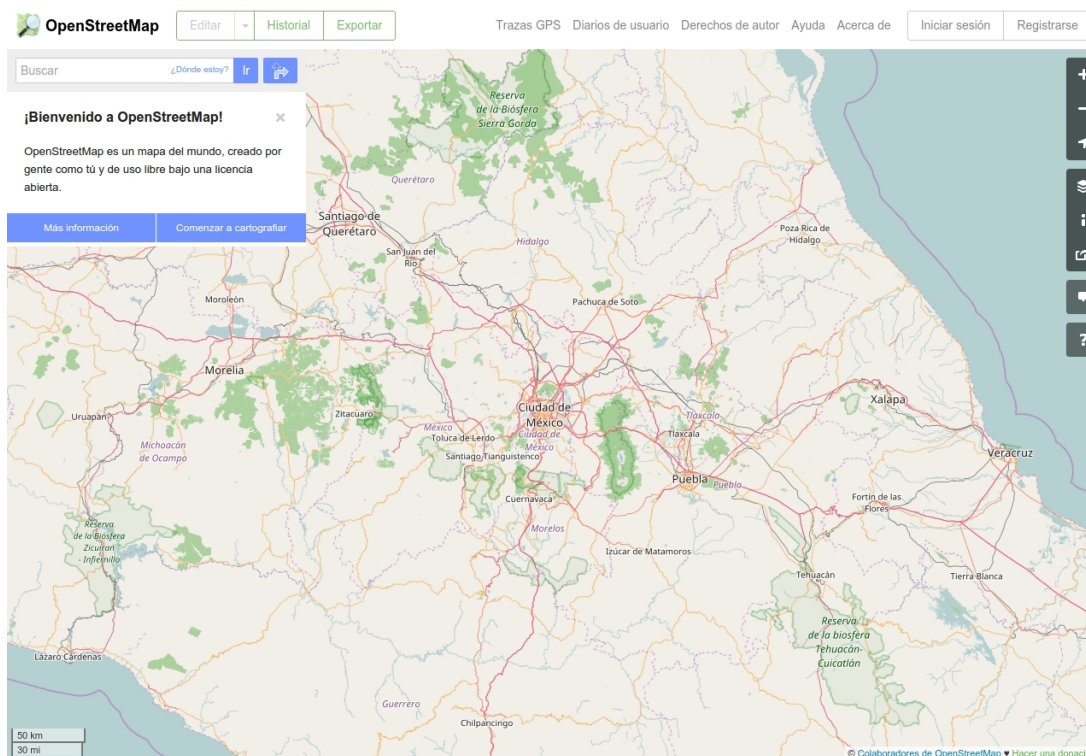 OpenStreetMap
Editar
Historial
Exportar
Trazas GPS
Diarios de usuario
Derechos de autor
Ayuda
Acerca de
Iniciar sesión
Registrarse
Buscar
¿Dónde estoy?
Ir
¡Bienvenido a OpenStreetMap!
×
OpenStreetMap es un mapa del mundo, creado por
gente como tú y de uso libre bajo una licencia
abierta.
Más información
Comenzar a cartografiar
Reserva
de la Biósfera
Sierra Gorda
Querétaro
Santiago de
Querétaro
San Juan del
Río
Hidalgo
Poza Rica de
Hidalgo
Moroleón
Pachuca de Soto
Morelia
Uruapan
Zitácuaro
Michoacán
de Ocampo
México
Toluca de Lerdo
Santiago Tianguistenco
Ciudad de
México
Ciudad de
México
Tlaxcala
Tlaxcala
Xalapa
Veracruz
Puebla
Puebla
Cuernavaca
Morelos
Fortín de las
Flores
Izúcar de Matamoros
Reserva
de la Biósfera
Zicuirán
- Infiernillo
Tehuacán
Tierra Blanca
Reserva
de la biosfera
Tehuacán-
Cuicatlán
Lázaro Cárdenas
Guerrero
Chilpancingo
50 km
30 mi
© Colaboradores de OpenStreetMap ♥ Hacer una donaci